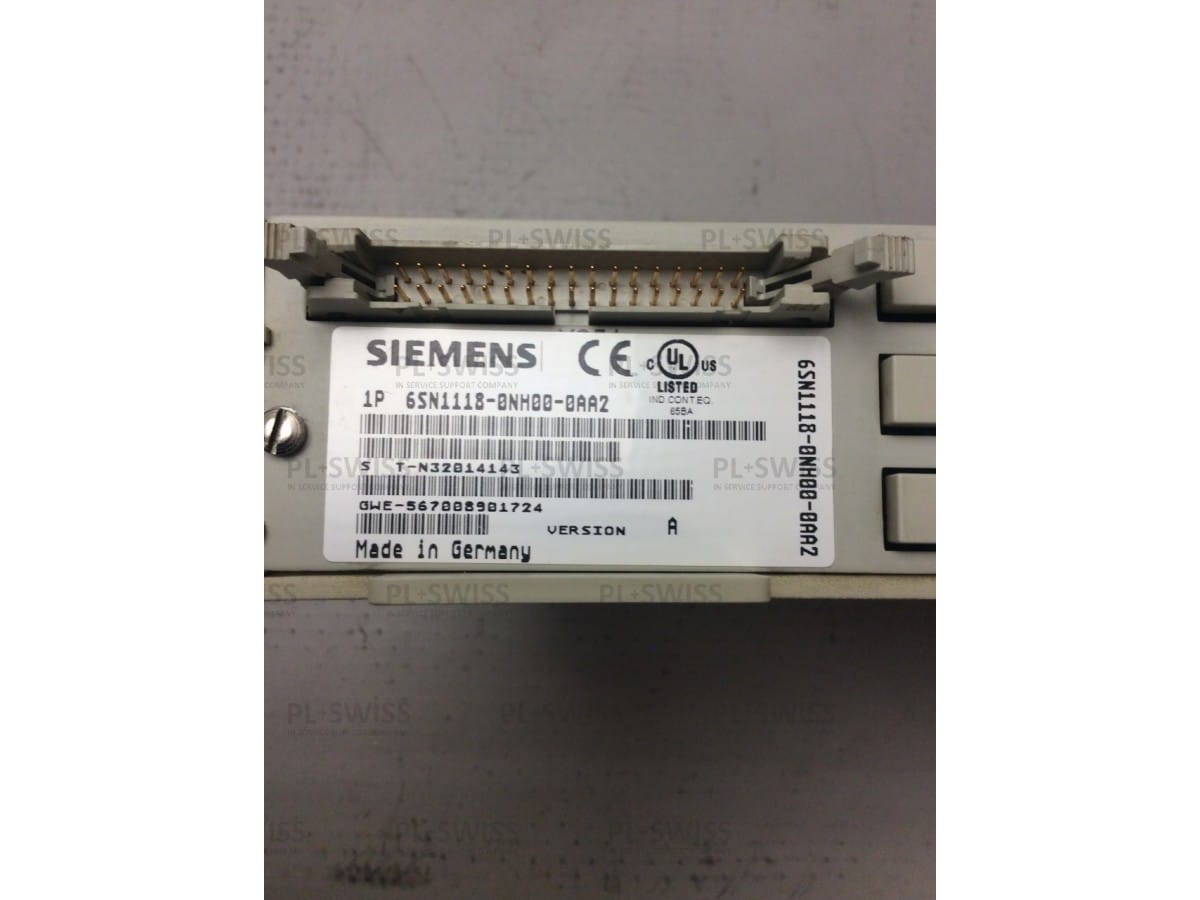 SIEMENS
CE
C UL US
LISTED
IND.CONT.EQ.
65BA
1P 6SN1118-0NH00-0AA2
S T-N32014143
GWE-567008901724
VERSION A
Made in Germany
6SN1118-0NH00-0AA2
PL+SWISS
IN SERVICE SUPPORT COMPANY